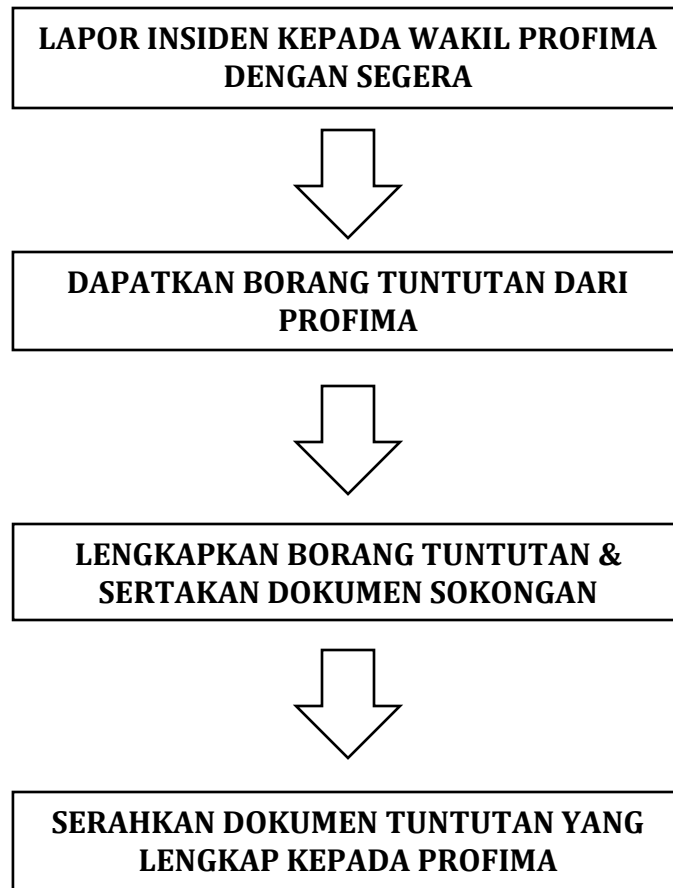 LAPOR INSIDEN KEPADA WAKIL PROFIMA
DENGAN SEGERA
DAPATKAN BORANG TUNTUTAN DARI
PROFIMA
LENGKAPKAN BORANG TUNTUTAN &
SERTAKAN DOKUMEN SOKONGAN
SERAHKAN DOKUMEN TUNTUTAN YANG
LENGKAP KEPADA PROFIMA